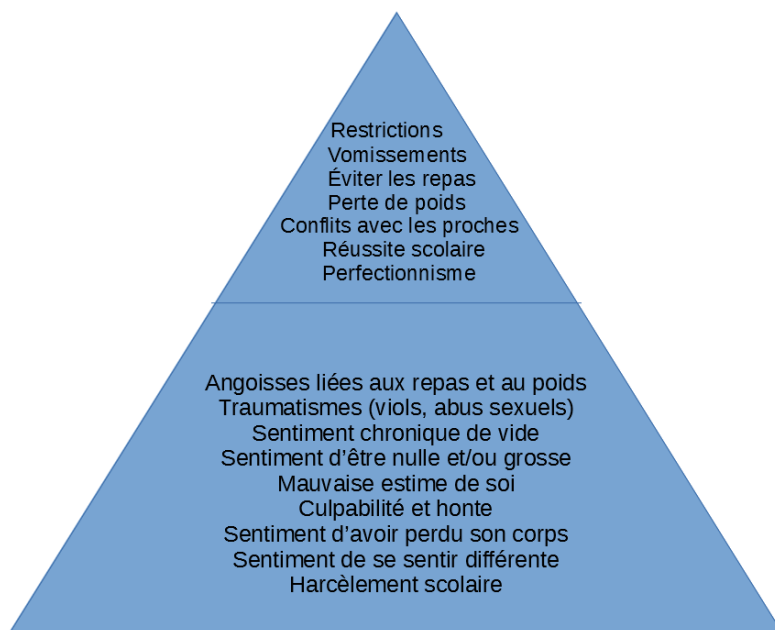 Restrictions
Vomissements
Éviter les repas
Perte de poids
Conflits avec les proches
Réussite scolaire
Perfectionnisme
Angoisses liées aux repas et au poids
Traumatismes (viols, abus sexuels)
Sentiment chronique de vide
Sentiment d'être nulle et/ou grosse
Mauvaise estime de soi
Culpabilité et honte
Sentiment d'avoir perdu son corps
Sentiment de se sentir différente
Harcèlement scolaire